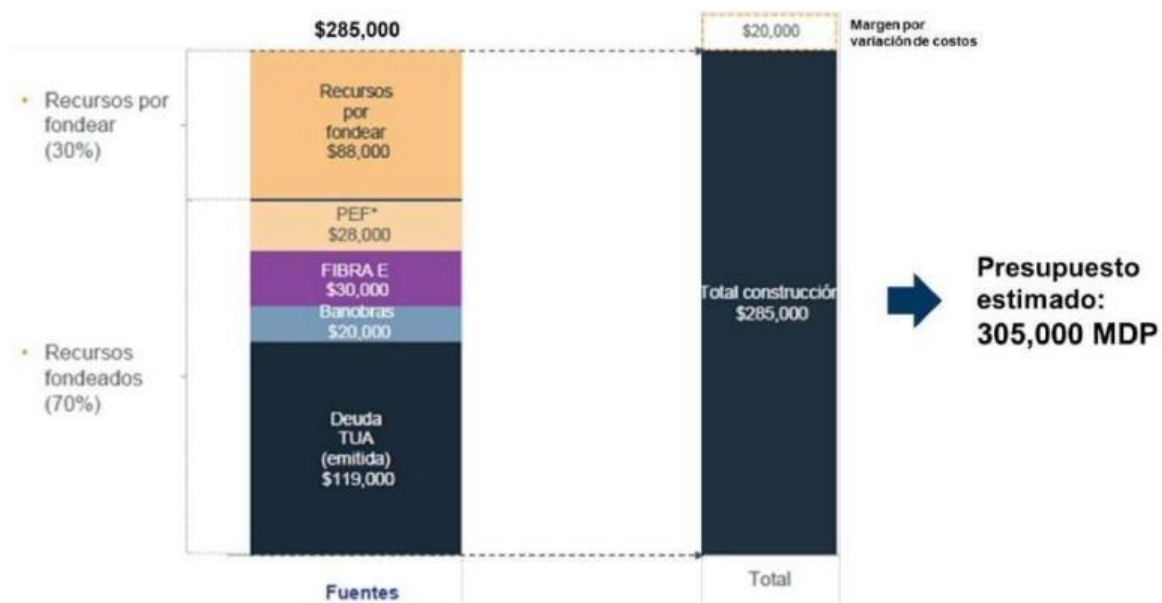 $285,000
$20,000
Margen por
variación de costos
• Recursos por
fondear
(30%)
Recursos
por
fondear
$88,000
PEF*
$28,000
FIBRA E
$30,000
Banobras
$20,000
• Recursos
fondeados
(70%)
Deuda
TUA
(emitida)
$119,000
Total construcción
$285,000
Presupuesto
estimado:
305,000 MDP
Fuentes
Total